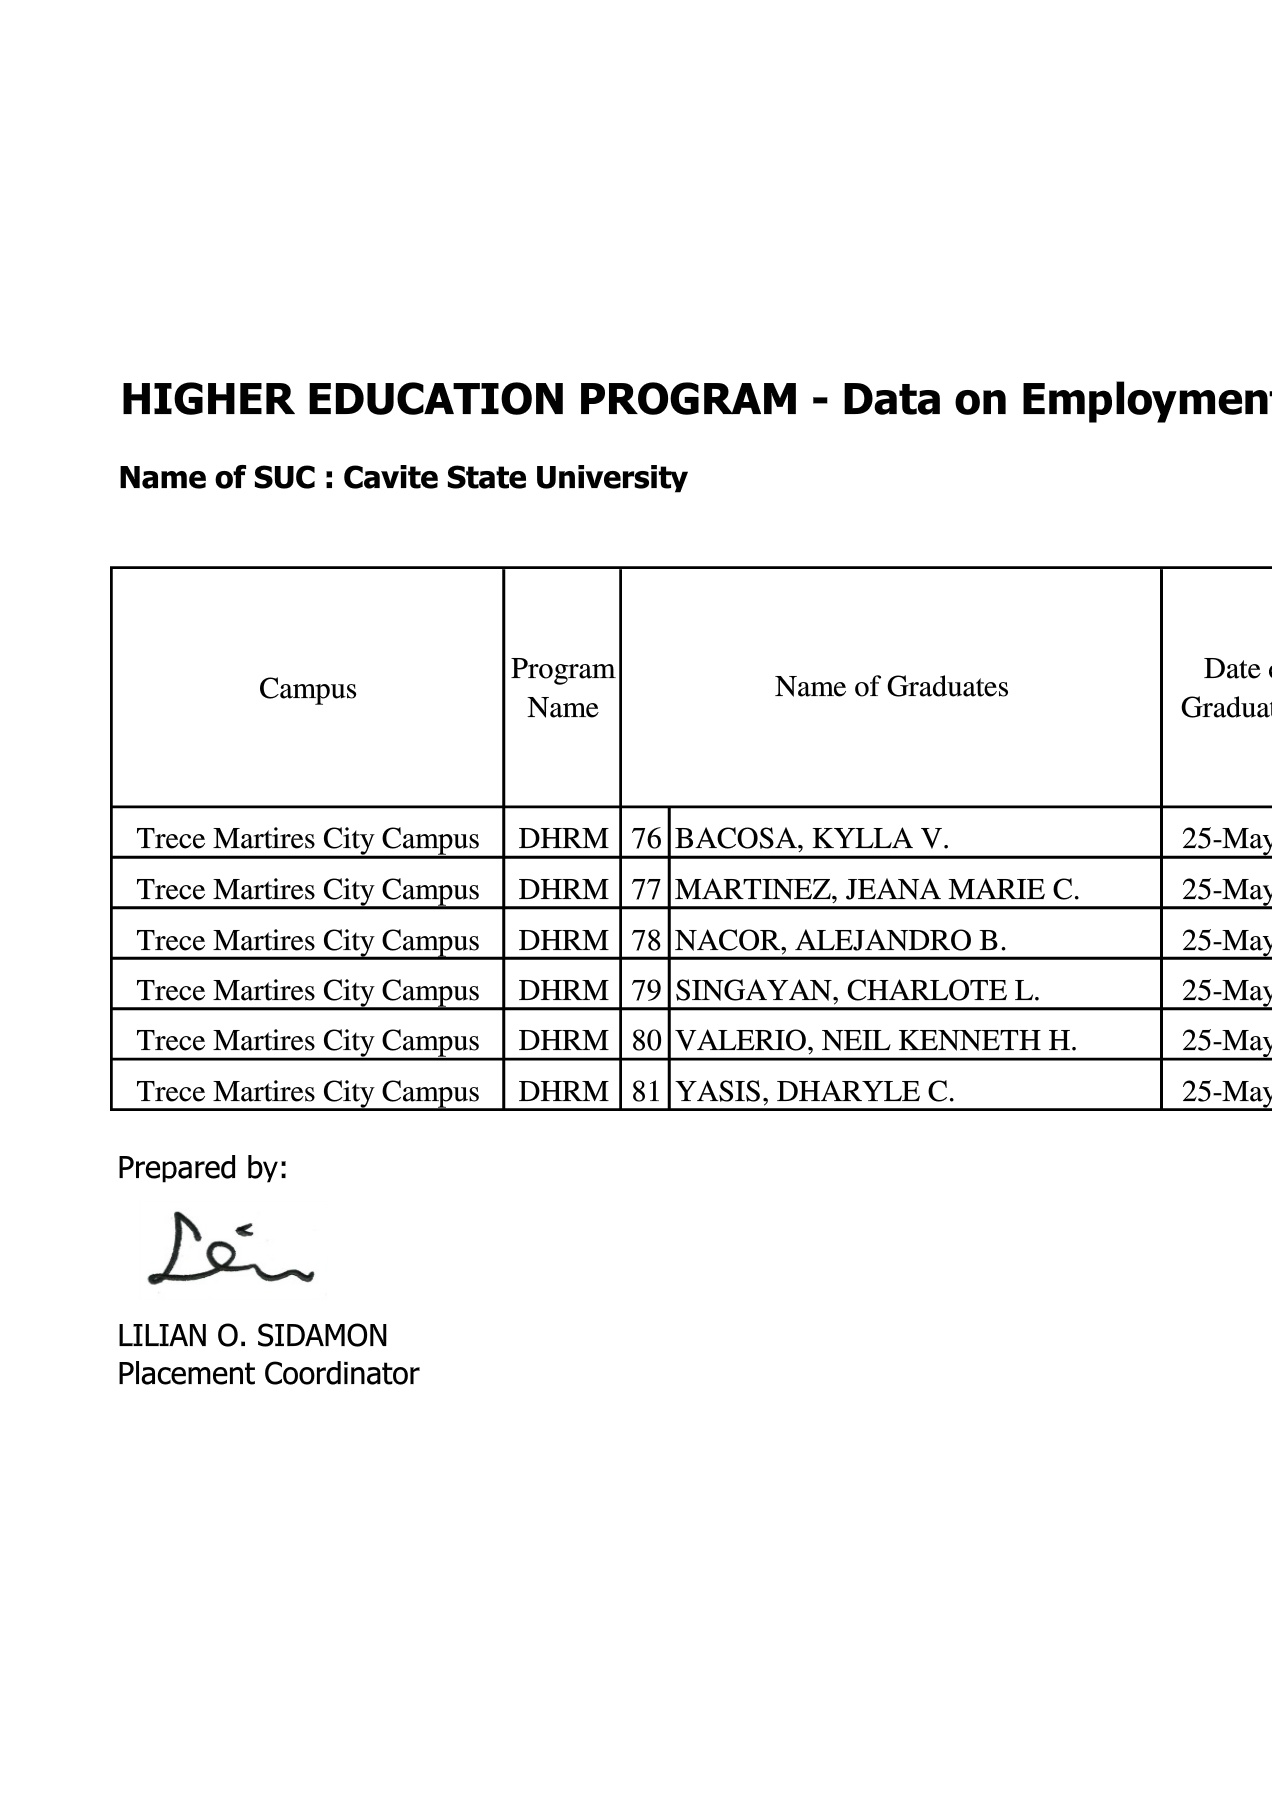 HIGHER EDUCATION PROGRAM - Data on Employment
Name of SUC : Cavite State University
Campus
Program
Name
Name of Graduates
Date
Graduat
Trece Martires City Campus DHRM 76 BACOSA, KYLLA V. 25-May
Trece Martires City Campus DHRM 77 MARTINEZ, JEANA MARIE C. 25-May
Trece Martires City Campus DHRM 78 NACOR, ALEJANDRO B. 25-May
Trece Martires City Campus DHRM 79 SINGAYAN, CHARLOTE L. 25-May
Trece Martires City Campus DHRM 80 VALERIO, NEIL KENNETH H. 25-May
Trece Martires City Campus DHRM 81 YASIS, DHARYLE C. 25-May
Prepared by:
LILIAN O. SIDAMON
Placement Coordinator